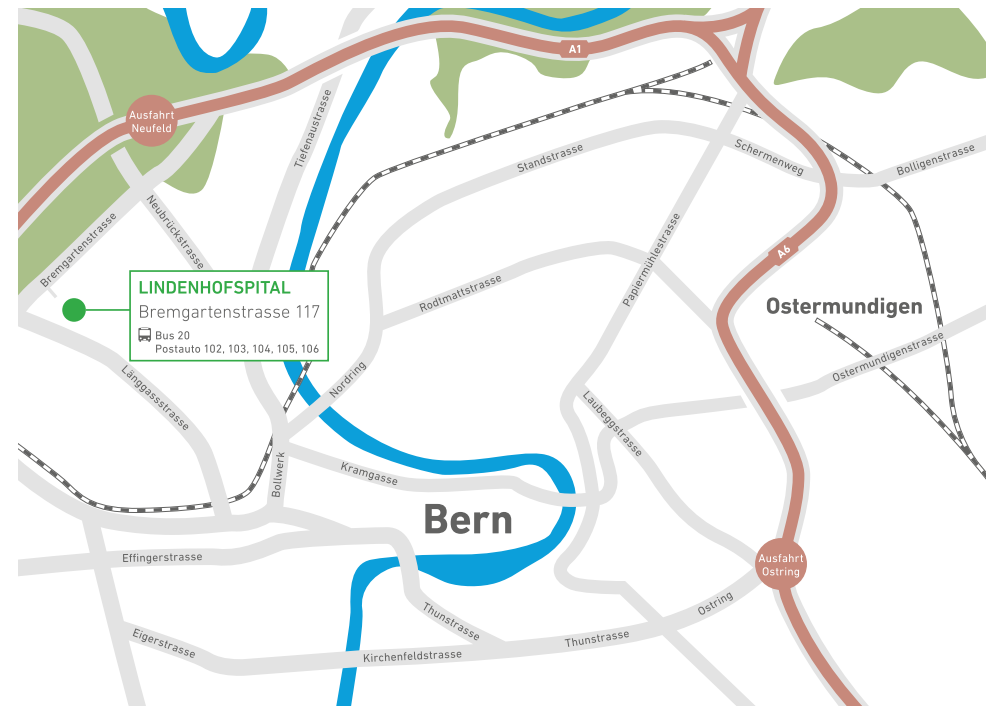 A1
Ausfahrt
Neufeld
Tiefenaustrasse
Standstrasse
Schermenweg
Bolligenstrasse
Neubrückstrasse
Bremgartenstrasse
Papiermühlestrasse
A6
LINDENHOFSPITAL
Bremgartenstrasse 117
Bus 20
Postauto 102, 103, 104, 105, 106
Rodtmattstrasse
Ostermundigen
Ostermundigenstrasse
Länggassstrasse
Nordring
Laubeggstrasse
Bollwerk
Kramgasse
Bern
Effingerstrasse
Ausfahrt
Ostring
Ostring
Thunstrasse
Eigerstrasse
Kirchenfeldstrasse
Thunstrasse